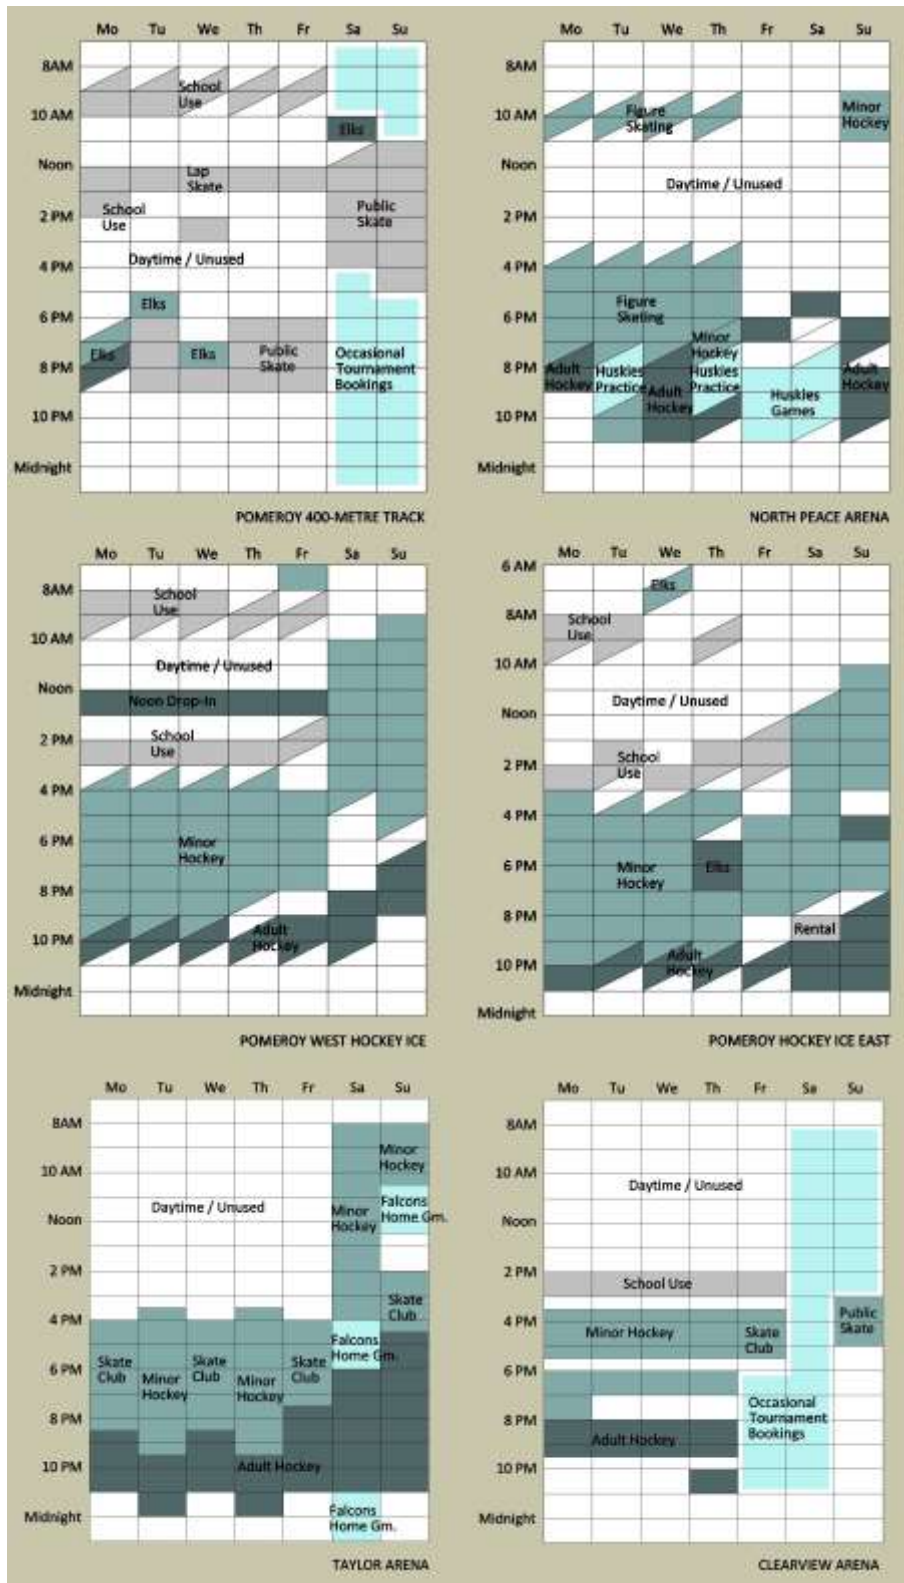 Mo Tu We Th Fr Sa Su
8AM
School
Use
10 AM
Elks
Noon
Lap
Skate
School
Use
2 PM
Public
Skate
Daytime / Unused
4 PM
Elks
6 PM
Elks
Elks
Public
Skate
Occasional
Tournament
Bookings
8 PM
10 PM
Midnight
POMEROY 400-METRE TRACK
Mo Tu We Th Fr Sa Su
8AM
10 AM
Figure
Skating
Minor
Hockey
Noon
Daytime / Unused
2 PM
4 PM
Figure
Skating
6 PM
Minor
Hockey
8 PM
Adult
Hockey
Huskies
Practice
Adult
Hockey
Huskies
Practice
Huskies
Games
Adult
Hockey
10 PM
Midnight
NORTH PEACE ARENA
Mo Tu We Th Fr Sa Su
8AM
School
Use
10 AM
Daytime / Unused
Noon
Noon Drop-In
2 PM
School
Use
4 PM
6 PM
Minor
Hockey
8 PM
10 PM
Adult
Hockey
Midnight
POMEROY WEST HOCKEY ICE
Mo Tu We Th Fr Sa Su
6 AM
Elks
8AM
School
Use
10 AM
Daytime / Unused
Noon
2 PM
School
Use
4 PM
6 PM
Minor
Hockey
Elks
8 PM
Rental
10 PM
Adult
Hockey
Midnight
POMEROY HOCKEY ICE EAST
Mo Tu We Th Fr Sa Su
8AM
Minor
Hockey
10 AM
Daytime / Unused
Noon
Minor
Hockey
Falcons
Home Gm.
2 PM
Skate
Club
4 PM
Falcons
Home Gm.
6 PM
Skate
Club
Minor
Hockey
Skate
Club
Minor
Hockey
Skate
Club
8 PM
10 PM
Adult Hockey
Midnight
Falcons
Home Gm.
TAYLOR ARENA
Mo Tu We Th Fr Sa Su
8AM
10 AM
Daytime / Unused
Noon
2 PM
School Use
4 PM
Minor Hockey
Skate
Club
Public
Skate
6 PM
Occasional
Tournament
Bookings
8 PM
Adult Hockey
10 PM
Midnight
CLEARVIEW ARENA